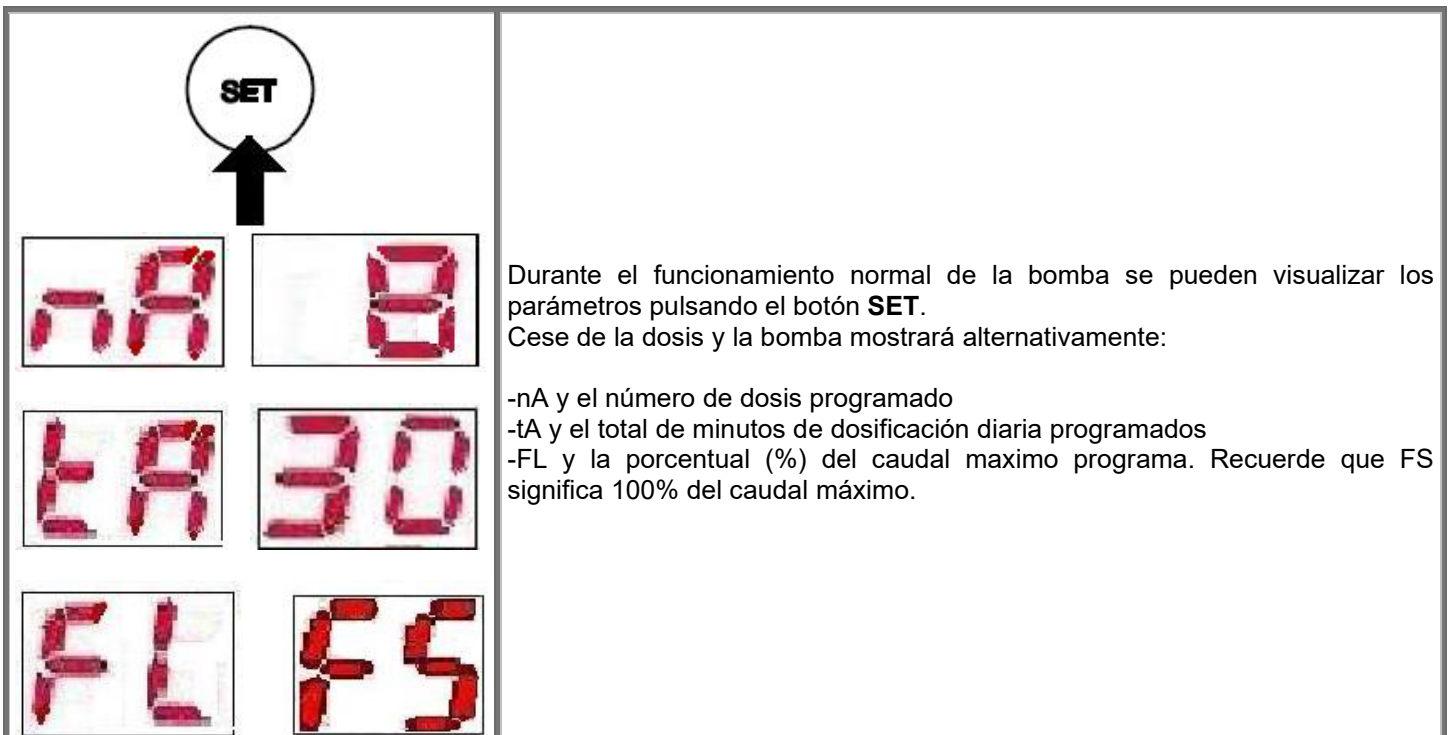 SET
nA 8
tA 30
FL FS
Durante el funcionamiento normal de la bomba se pueden visualizar los
parámetros pulsando el botón SET.
Cese de la dosis y la bomba mostrará alternativamente:
-nA y el número de dosis programado
-tA y el total de minutos de dosificación diaria programados
-FL y la porcentual (%) del caudal maximo programa. Recuerde que FS
significa 100% del caudal máximo.